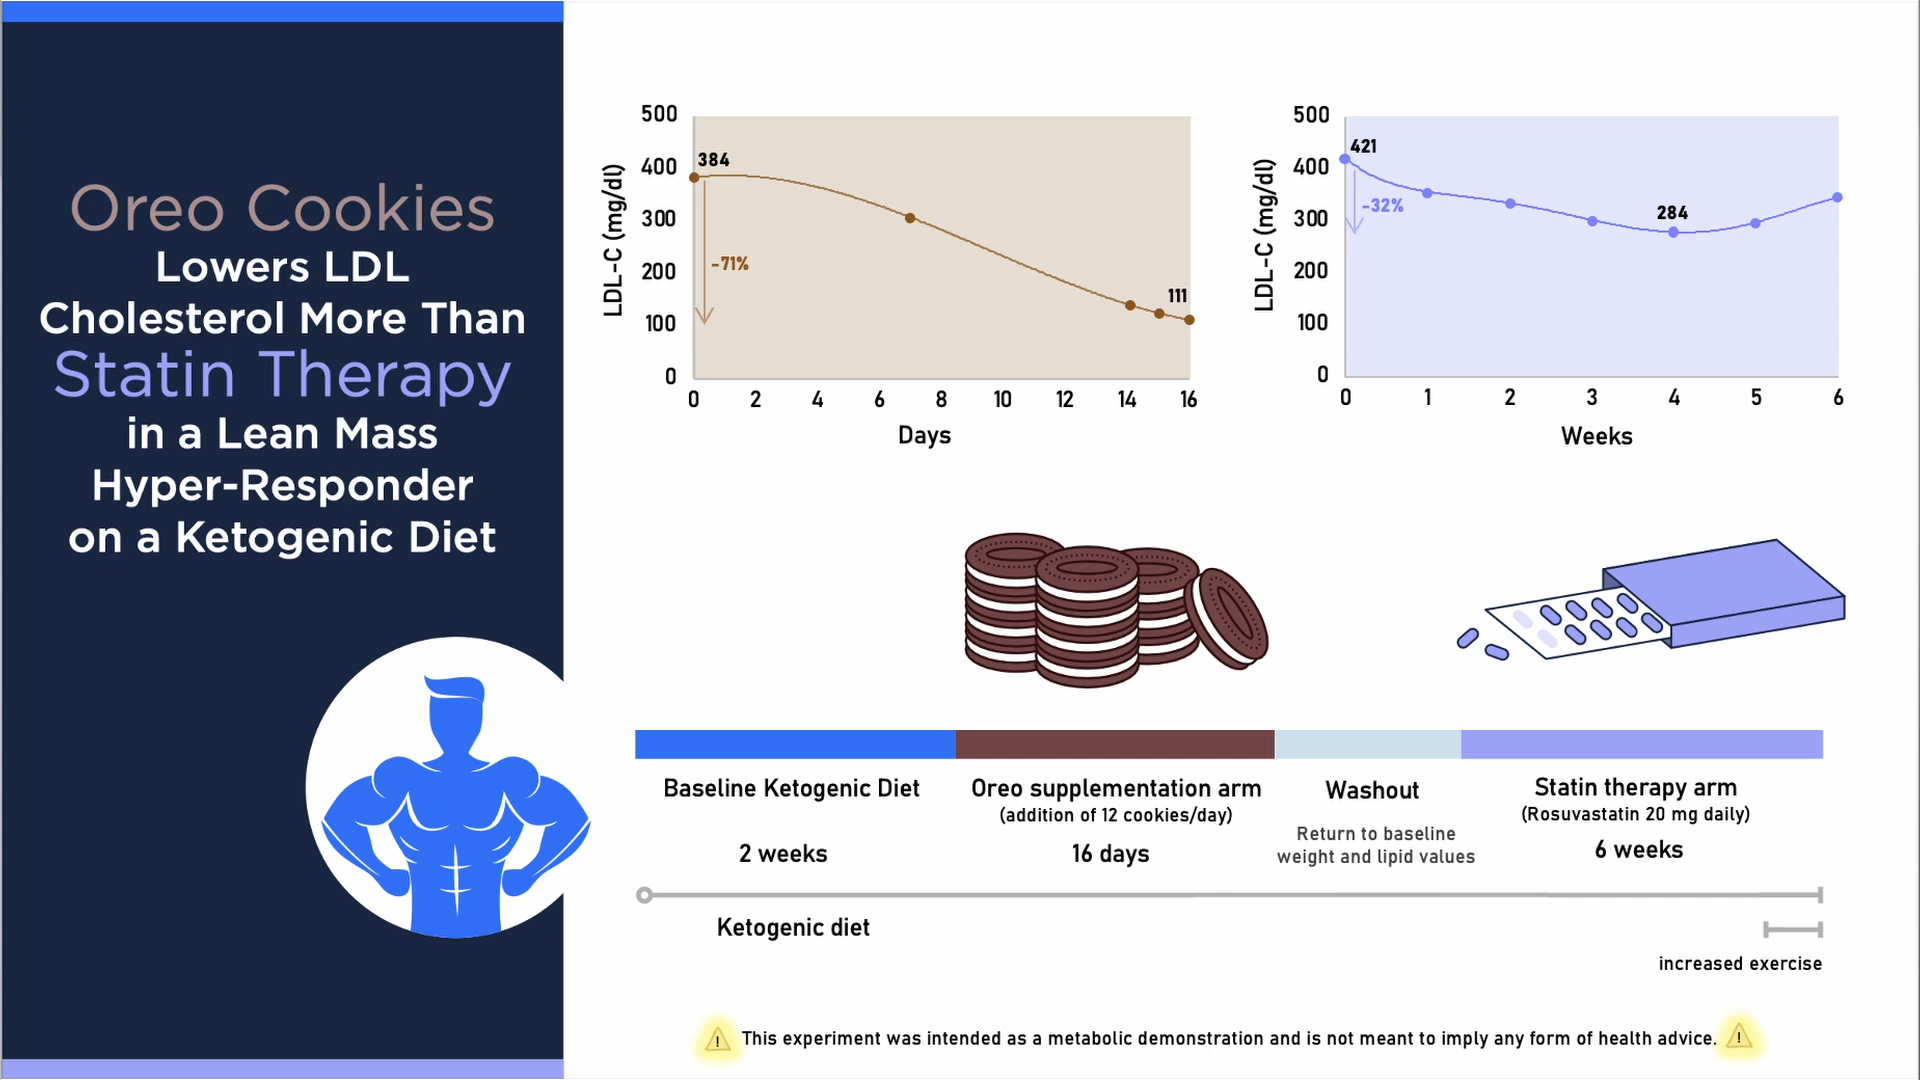 Oreo Cookies
Lowers LDL
Cholesterol More Than
Statin Therapy
in a Lean Mass
Hyper-Responder
on a Ketogenic Diet
LDL-C (mg/dl)
500
400
300
200
100
0
384
-71%
111
0 2 4 6 8 10 12 14 16
Days
LDL-C (mg/dl)
500
400
300
200
100
0
421
-32%
284
0 1 2 3 4 5 6
Weeks
Baseline Ketogenic Diet
2 weeks
Oreo supplementation arm
(addition of 12 cookies/day)
16 days
Washout
Return to baseline
weight and lipid values
Statin therapy arm
(Rosuvastatin 20 mg daily)
6 weeks
Ketogenic diet
increased exercise
! This experiment was intended as a metabolic demonstration and is not meant to imply any form of health advice. !